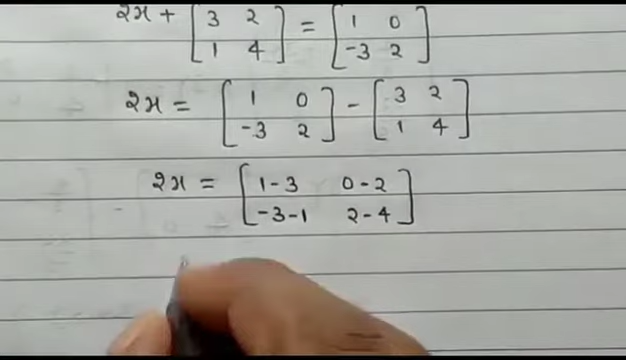 2x + [3 2; 1 4] = [1 0; -3 2]
2x = [1 0; -3 2] - [3 2; 1 4]
2x = [1-3 0-2; -3-1 2-4]